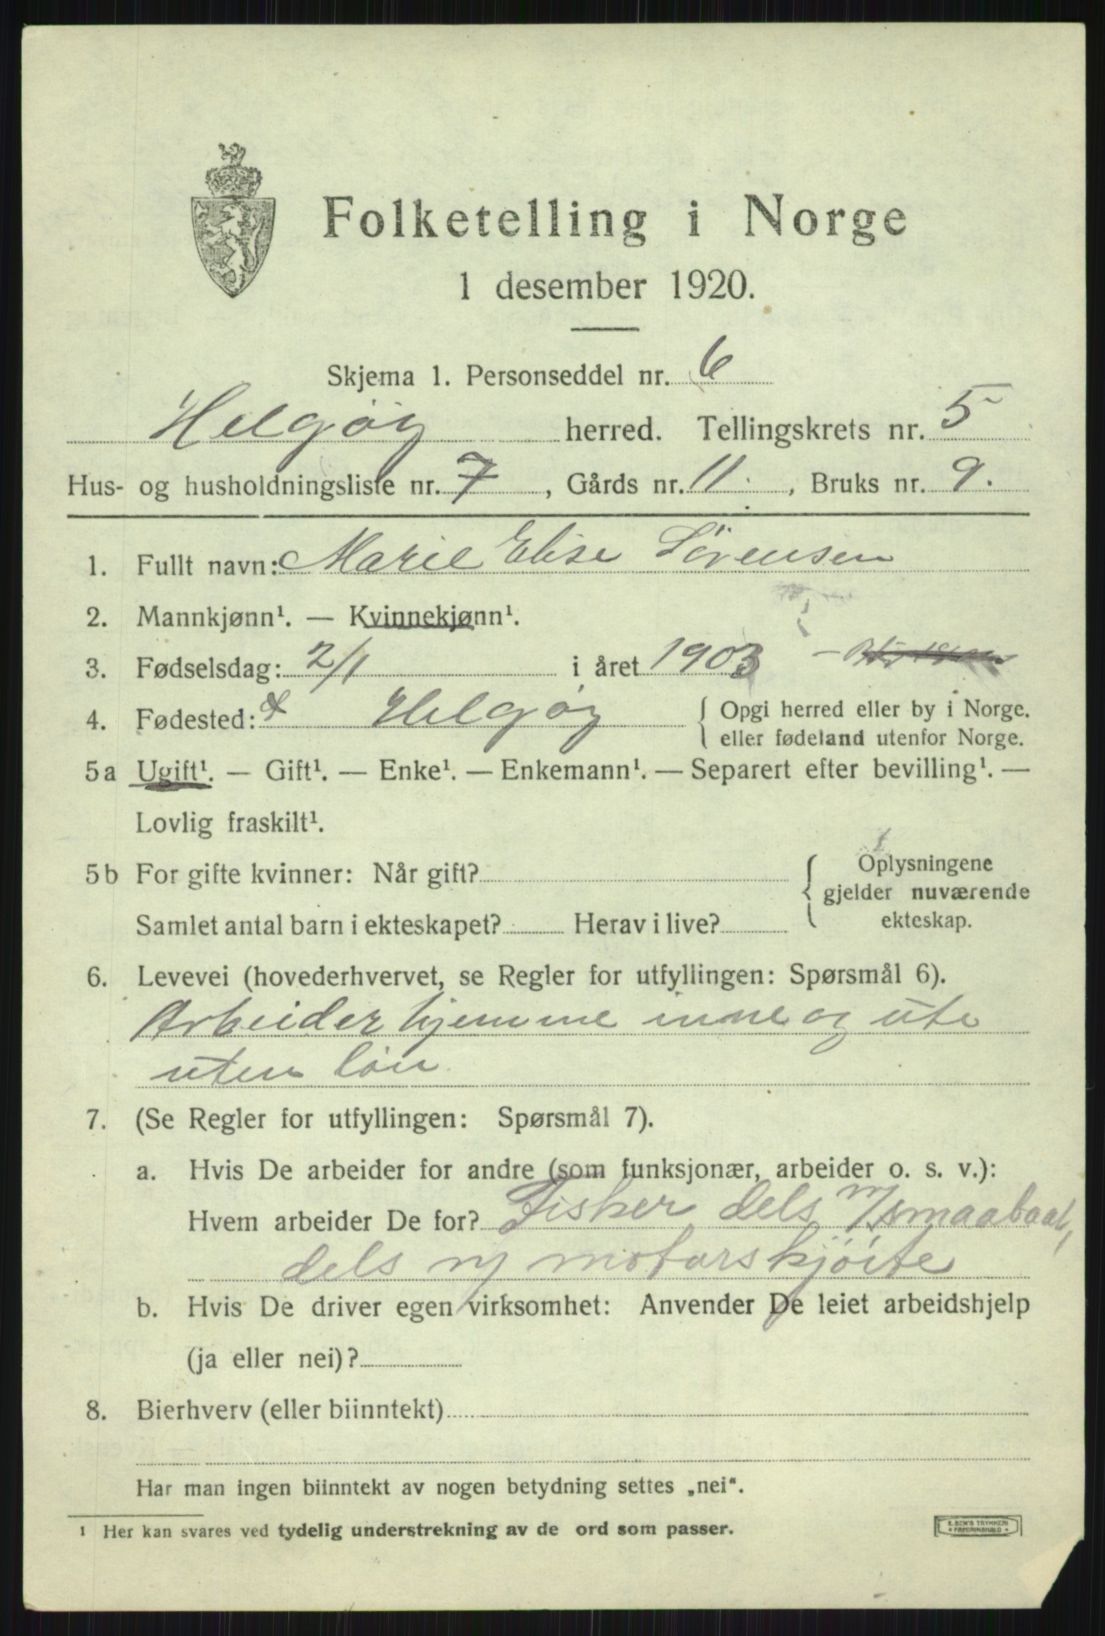 Folketelling i Norge
1 desember 1920.
Skjema 1. Personseddel nr. 6
Helgøy herred. Tellingskrets nr. 5
Hus- og husholdningsliste nr. 7, Gårds nr. 11., Bruks nr. 9.
1. Fullt navn: Marie Elise Sørensen
2. Mannkjønn¹. — Kvinnekjønn¹.
3. Fødselsdag: 2/1 i året 1903
4. Fødested: Helgøy { Opgi herred eller by i Norge.
eller fødeland utenfor Norge.
5a Ugift¹. — Gift¹. — Enke¹. — Enkemann¹. — Separert efter bevilling¹. —
Lovlig fraskilt¹.
5b For gifte kvinner: Når gift?
Samlet antal barn i ekteskapet? Herav i live?
{ Oplysningene
gjelder nuværende
ekteskap.
6. Levevei (hovederhvervet, se Regler for utfyllingen: Spørsmål 6).
Arbeider hjemme inne og ute
uten løn
7. (Se Regler for utfyllingen: Spørsmål 7).
a. Hvis De arbeider for andre (som funksjonær, arbeider o. s. v.):
Hvem arbeider De for? Fisker dels m/smaabaat,
dels m/ motorskjøite
b. Hvis De driver egen virksomhet: Anvender De leiet arbeidshjelp
(ja eller nei)?
8. Bierhverv (eller biinntekt)
Har man ingen biinntekt av nogen betydning settes „nei“.
¹ Her kan svares ved tydelig understrekning av de ord som passer.